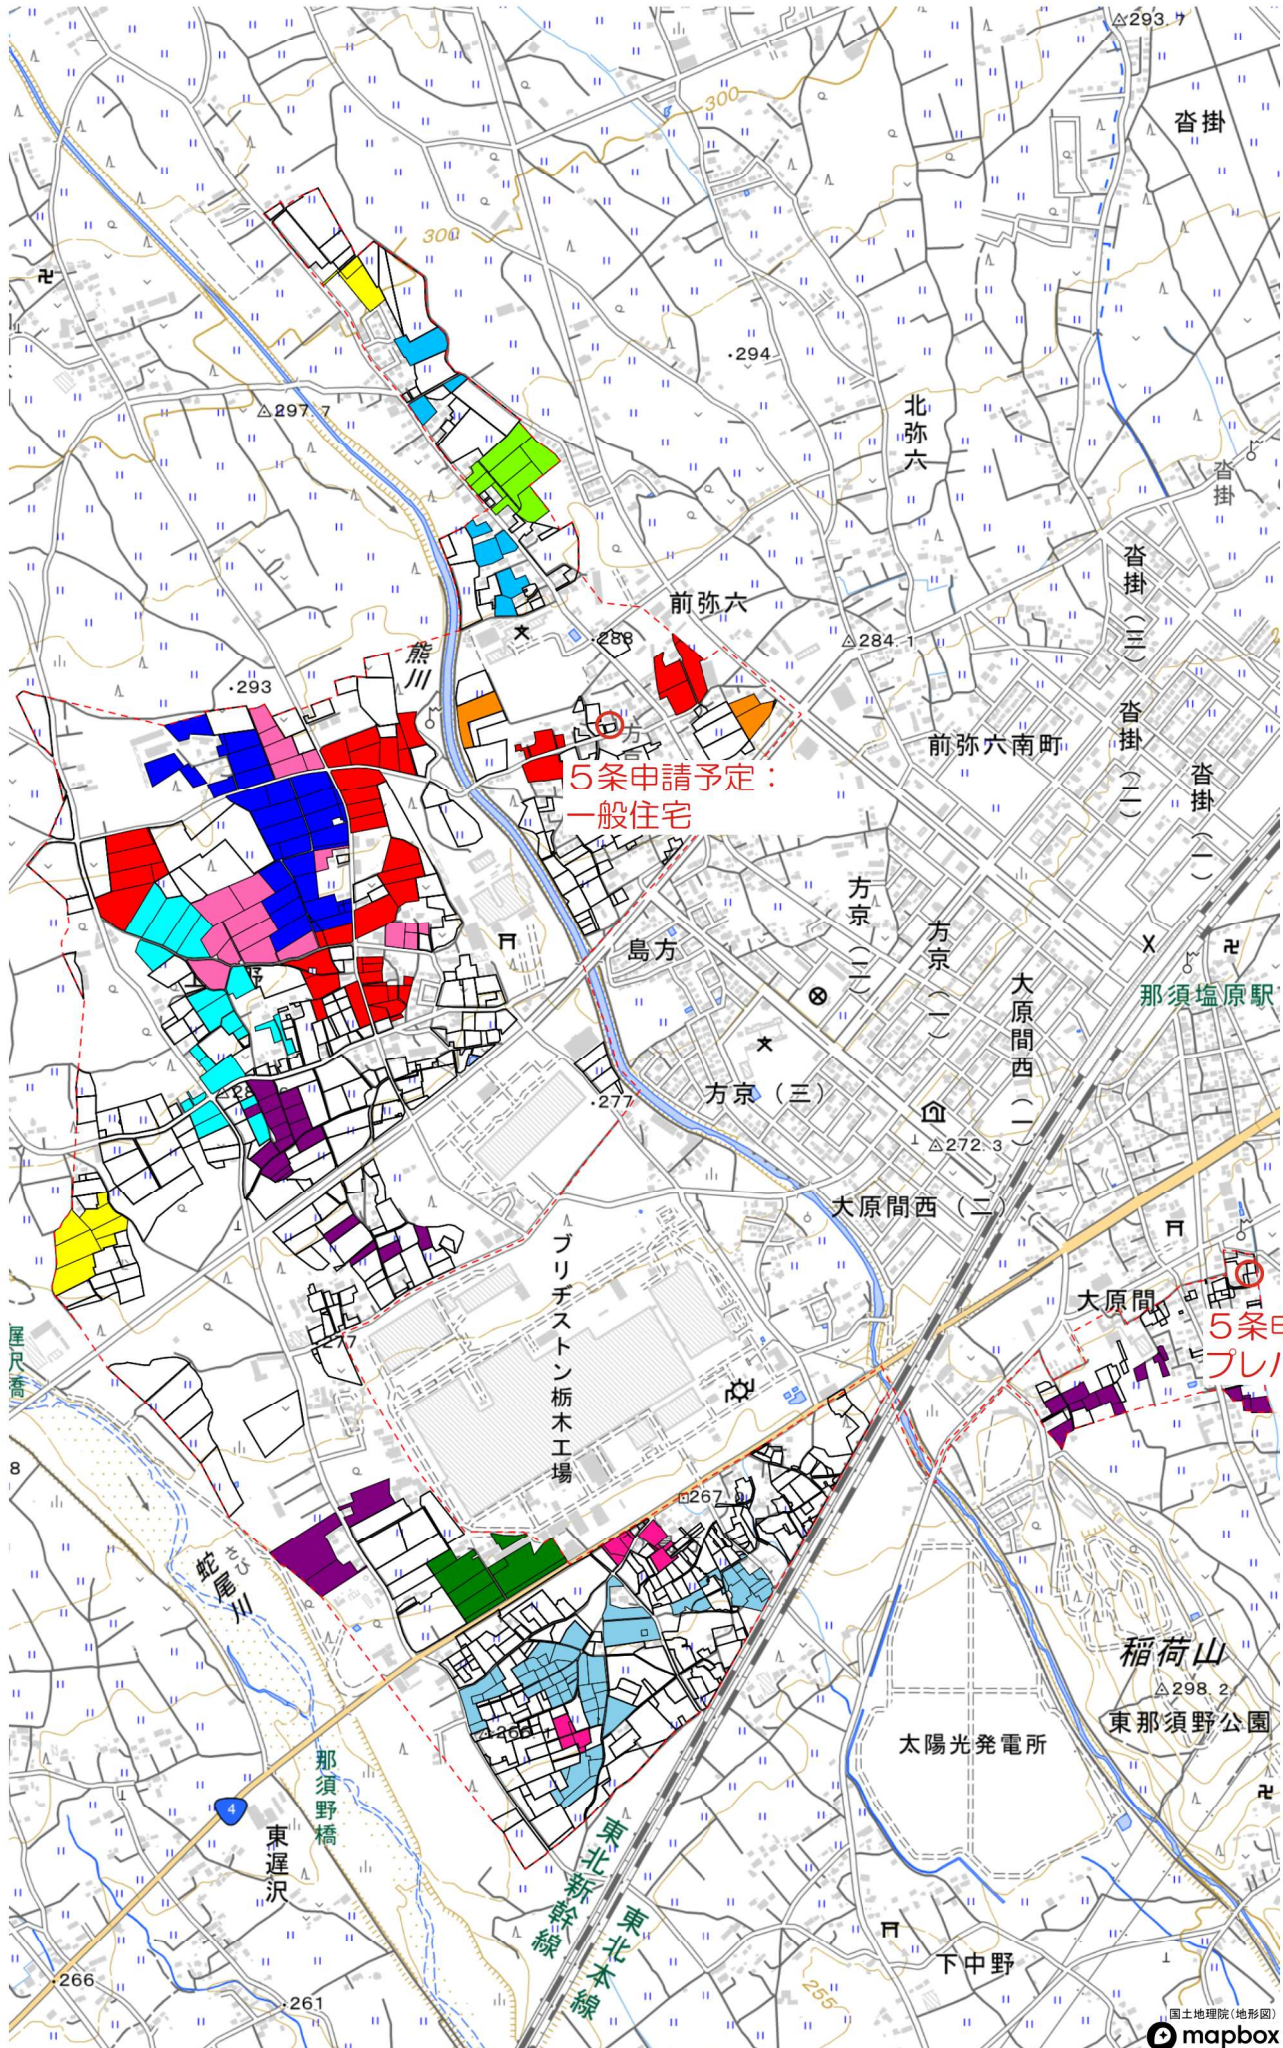 293.7
沓掛
300
300
294
297.7
北弥六
沓掛
沓掛(三)
前弥六
288
284.1
熊川
293
沓掛(二)
前弥六南町
沓掛(一)
5条申請予定:
一般住宅
方京(二)
方京(一)
島方
大原間西(一)
那須塩原駅
野
277
方京(三)
272.3
大原間西(二)
ブリヂストン栃木工場
大原間
5条申
277
267
蛇尾川
さび
稲荷山
298.2
東那須野公園
太陽光発電所
那須野橋
4
東遅沢
東北新幹線
東北本線
下中野
266
261
255
国土地理院(地形図)
mapbox